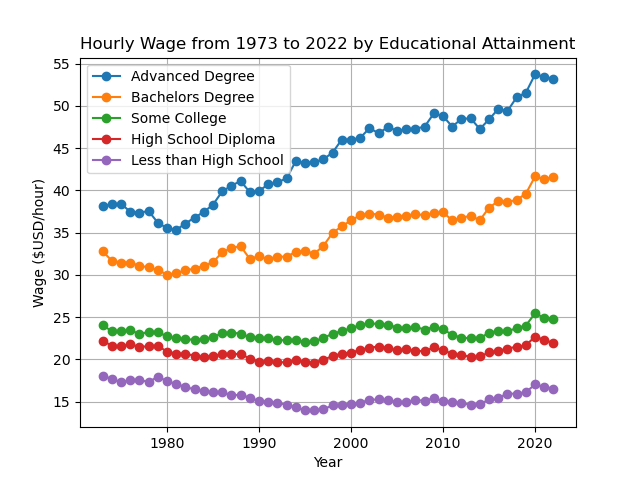 Hourly Wage from 1973 to 2022 by Educational Attainment
Advanced Degree
Bachelors Degree
Some College
High School Diploma
Less than High School
55
50
45
40
35
30
25
20
15
Wage ($USD/hour)
1980 1990 2000 2010 2020
Year